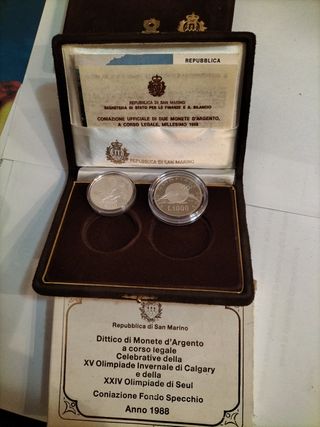 REPUBBLICA
REPUBBLICA DI SAN MARINO
SEGRETERIA DI STATO PER LE FINANZE E IL BILANCIO
CONIAZIONE UFFICIALE DI DUE MONETE D'ARGENTO,
A CORSO LEGALE, MILLESIMO 1988
REPUBBLICA DI SAN MARINO
L.1000
Repubblica di San Marino
Dittico di Monete d'Argento
a corso legale
Celebrative della
XV Olimpiade Invernale di Calgary
e della
XXIV Olimpiade di Seul
Coniazione Fondo Specchio
Anno 1988